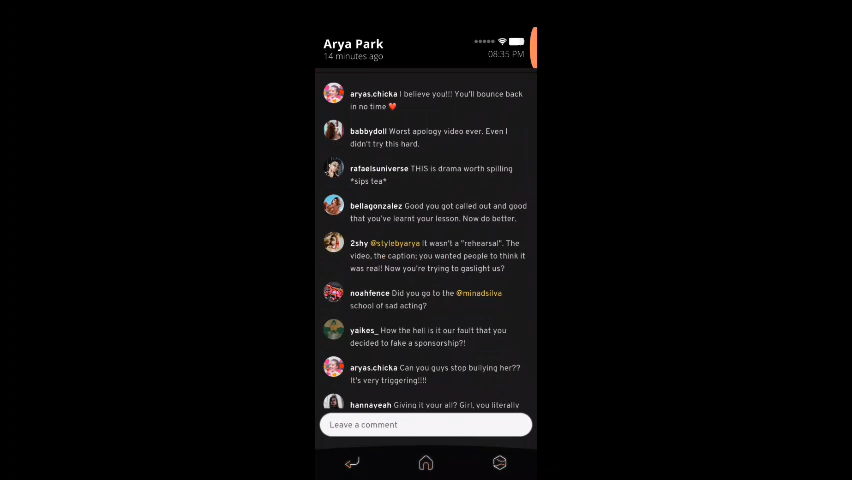 Arya Park
14 minutes ago
08:35 PM
aryas.chicka I believe you!!! You'll bounce back
in no time ❤️
babbydoll Worst apology video ever. Even I
didn't try this hard.
rafaelsuniverse THIS is drama worth spilling
*sips tea*
bellagonzalez Good you got called out and good
that you've learnt your lesson. Now do better.
2shy @stylebyarya It wasn't a "rehearsal". The
video, the caption; you wanted people to think it
was real! Now you're trying to gaslight us?
noahfence Did you go to the @minadsilva
school of sad acting?
yaikes_ How the hell is it our fault that you
decided to fake a sponsorship?!
aryas.chicka Can you guys stop bullying her??
It's very triggering!!!!
hannayeah Giving it your all? Girl, you literally
Leave a comment